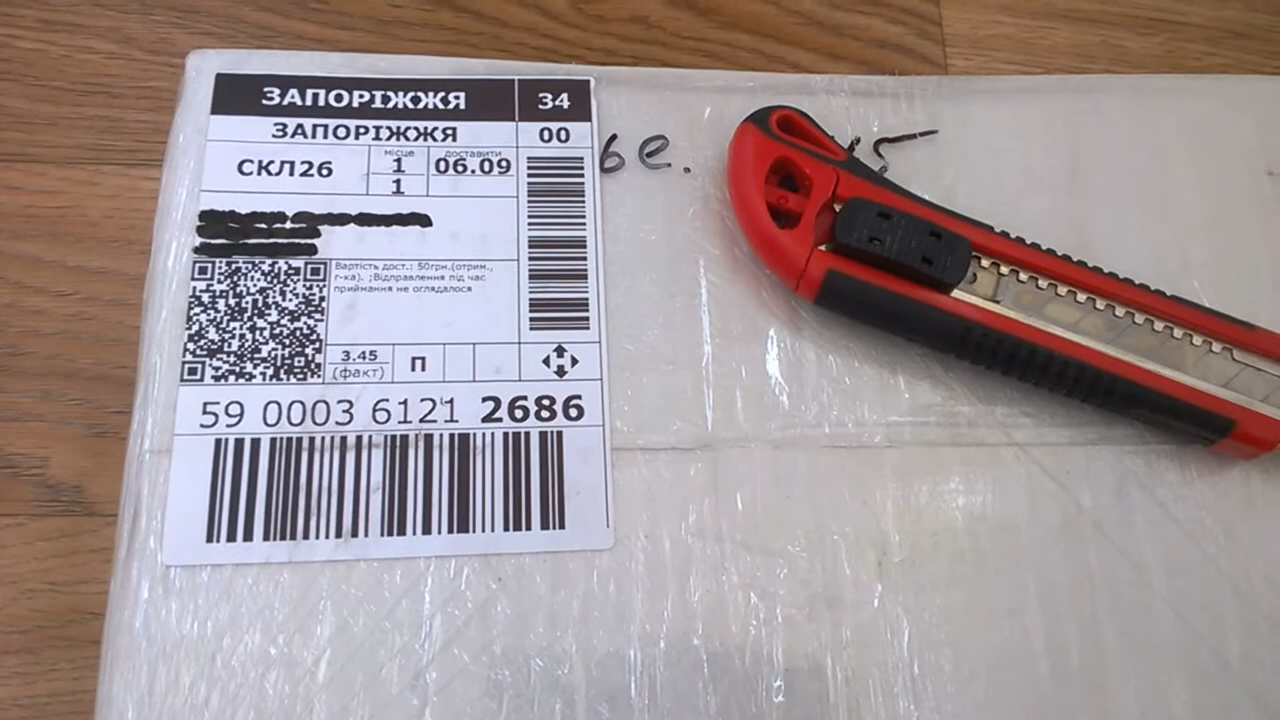 ЗАПОРІЖЖЯ 34
ЗАПОРІЖЖЯ 00
СКЛ26
місце
1
1
доставити
06.09
Вартість дост.: 50грн.(отрим.,
г-ка). ;Відправлення під час
приймання не оглядалося
3.45
(факт)
П
59 0003 6121 2686
ве.